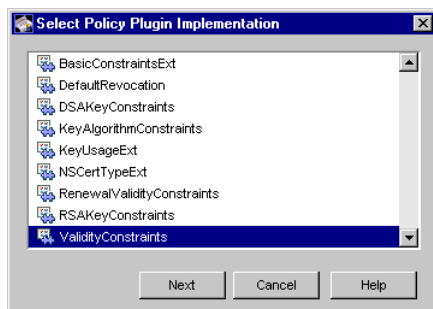 Select Policy Plugin Implementation
BasicConstraintsExt
DefaultRevocation
DSAKeyConstraints
KeyAlgorithmConstraints
KeyUsageExt
NSCertTypeExt
RenewalValidityConstraints
RSAKeyConstraints
ValidityConstraints
Next Cancel Help